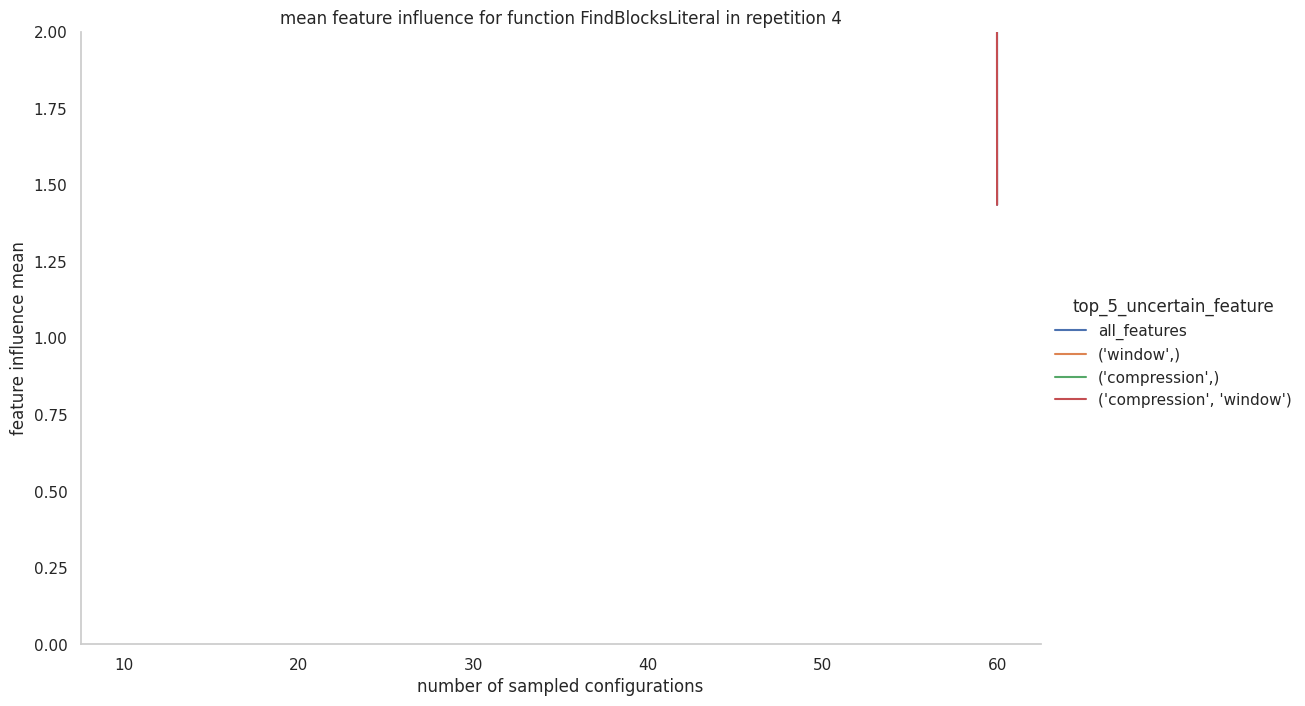 mean feature influence for function FindBlocksLiteral in repetition 4
2.00
1.75
1.50
1.25
1.00
0.75
0.50
0.25
0.00
feature influence mean
10 20 30 40 50 60
number of sampled configurations
top_5_uncertain_feature
all_features
('window',)
('compression',)
('compression', 'window')